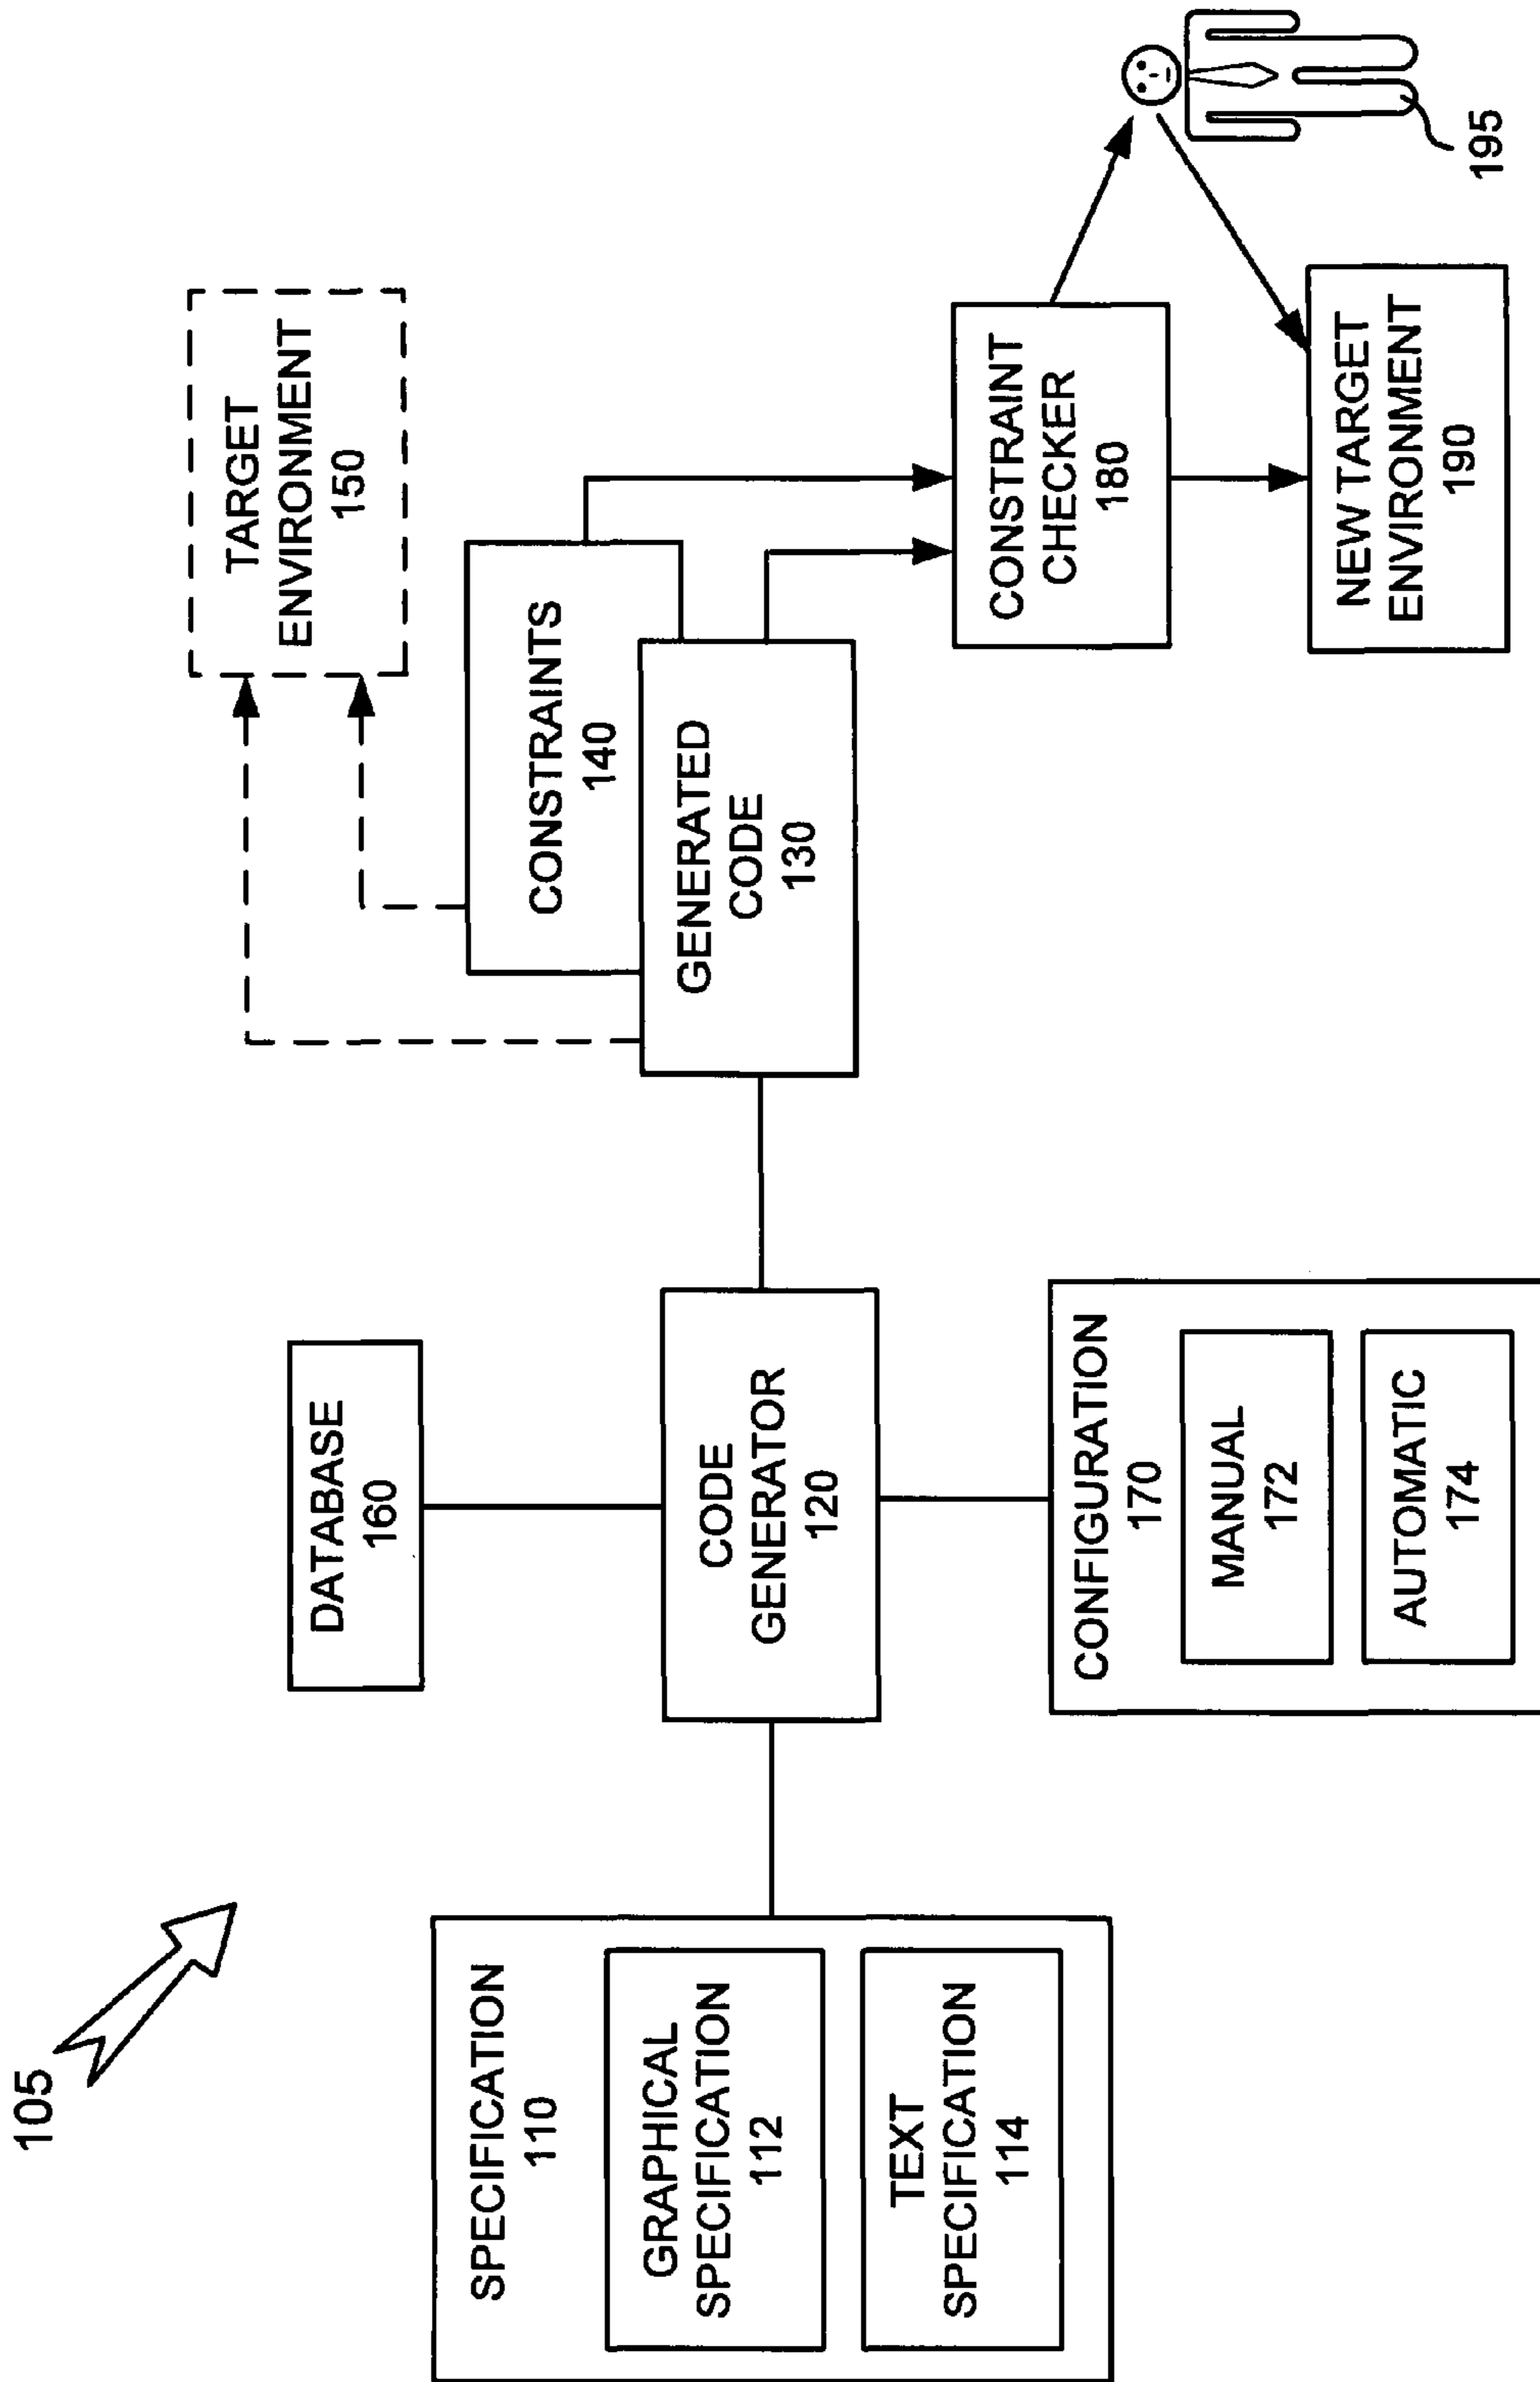 105
SPECIFICATION
110
GRAPHICAL
SPECIFICATION
112
TEXT
SPECIFICATION
114
DATABASE
160
CODE
GENERATOR
120
CONFIGURATION
170
MANUAL
172
AUTOMATIC
174
TARGET
ENVIRONMENT
150
CONSTRAINTS
140
GENERATED
CODE
130
CONSTRAINT
CHECKER
180
NEW TARGET
ENVIRONMENT
190
195